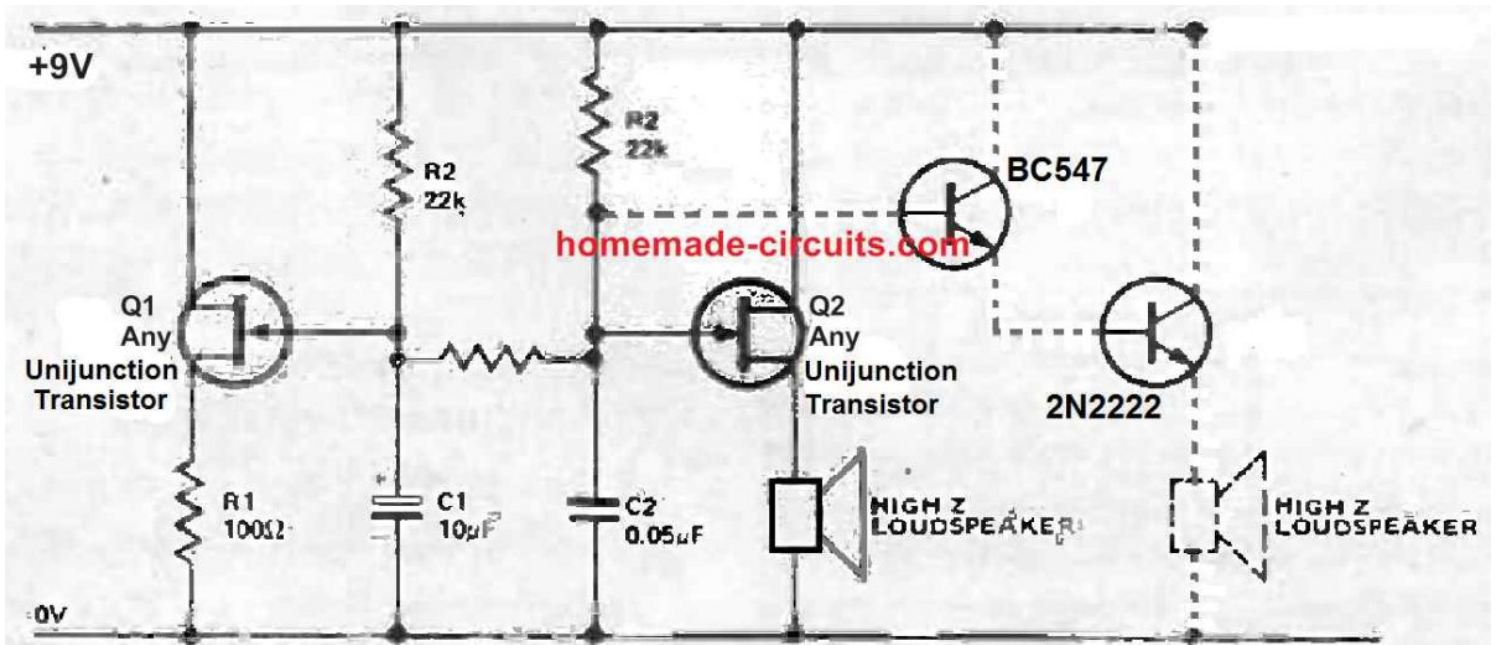 +9V
R2
22k
R2
22k
BC547
homemade-circuits.com
Q1
Any
Unijunction
Transistor
Q2
Any
Unijunction
Transistor
2N2222
R1
100Ω
+
C1
10µF
C2
0.05µF
HIGH Z
LOUDSPEAKER
HIGH Z
LOUDSPEAKER
0V